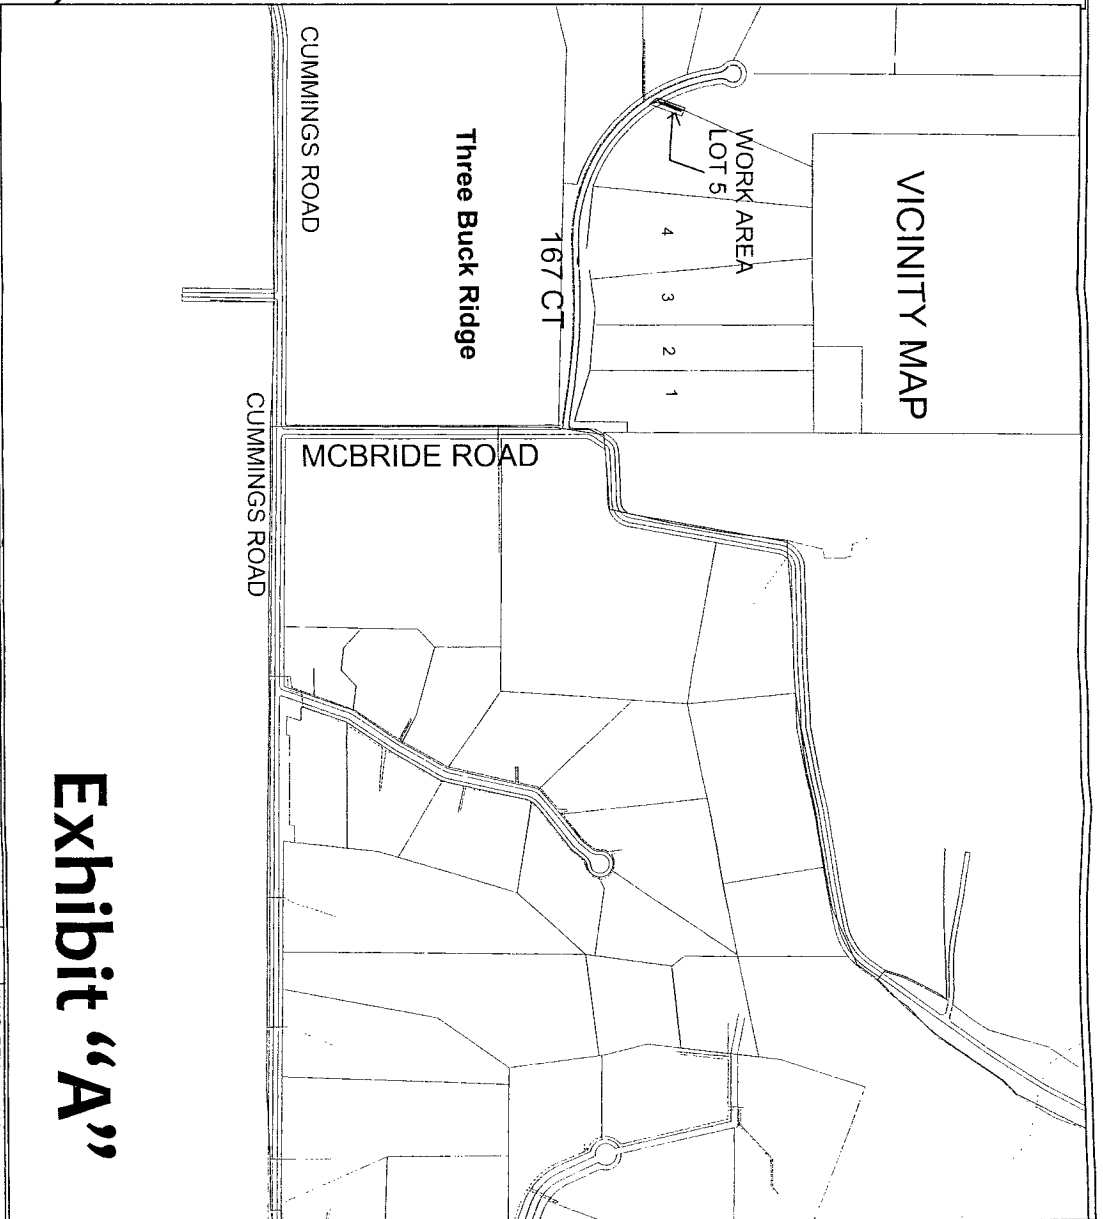 VICINITY MAP
WORK AREA
LOT 5
4
3
2
1
167 CT
Three Buck Ridge
CUMMINGS ROAD
MCBRIDE ROAD
CUMMINGS ROAD
Exhibit “A”